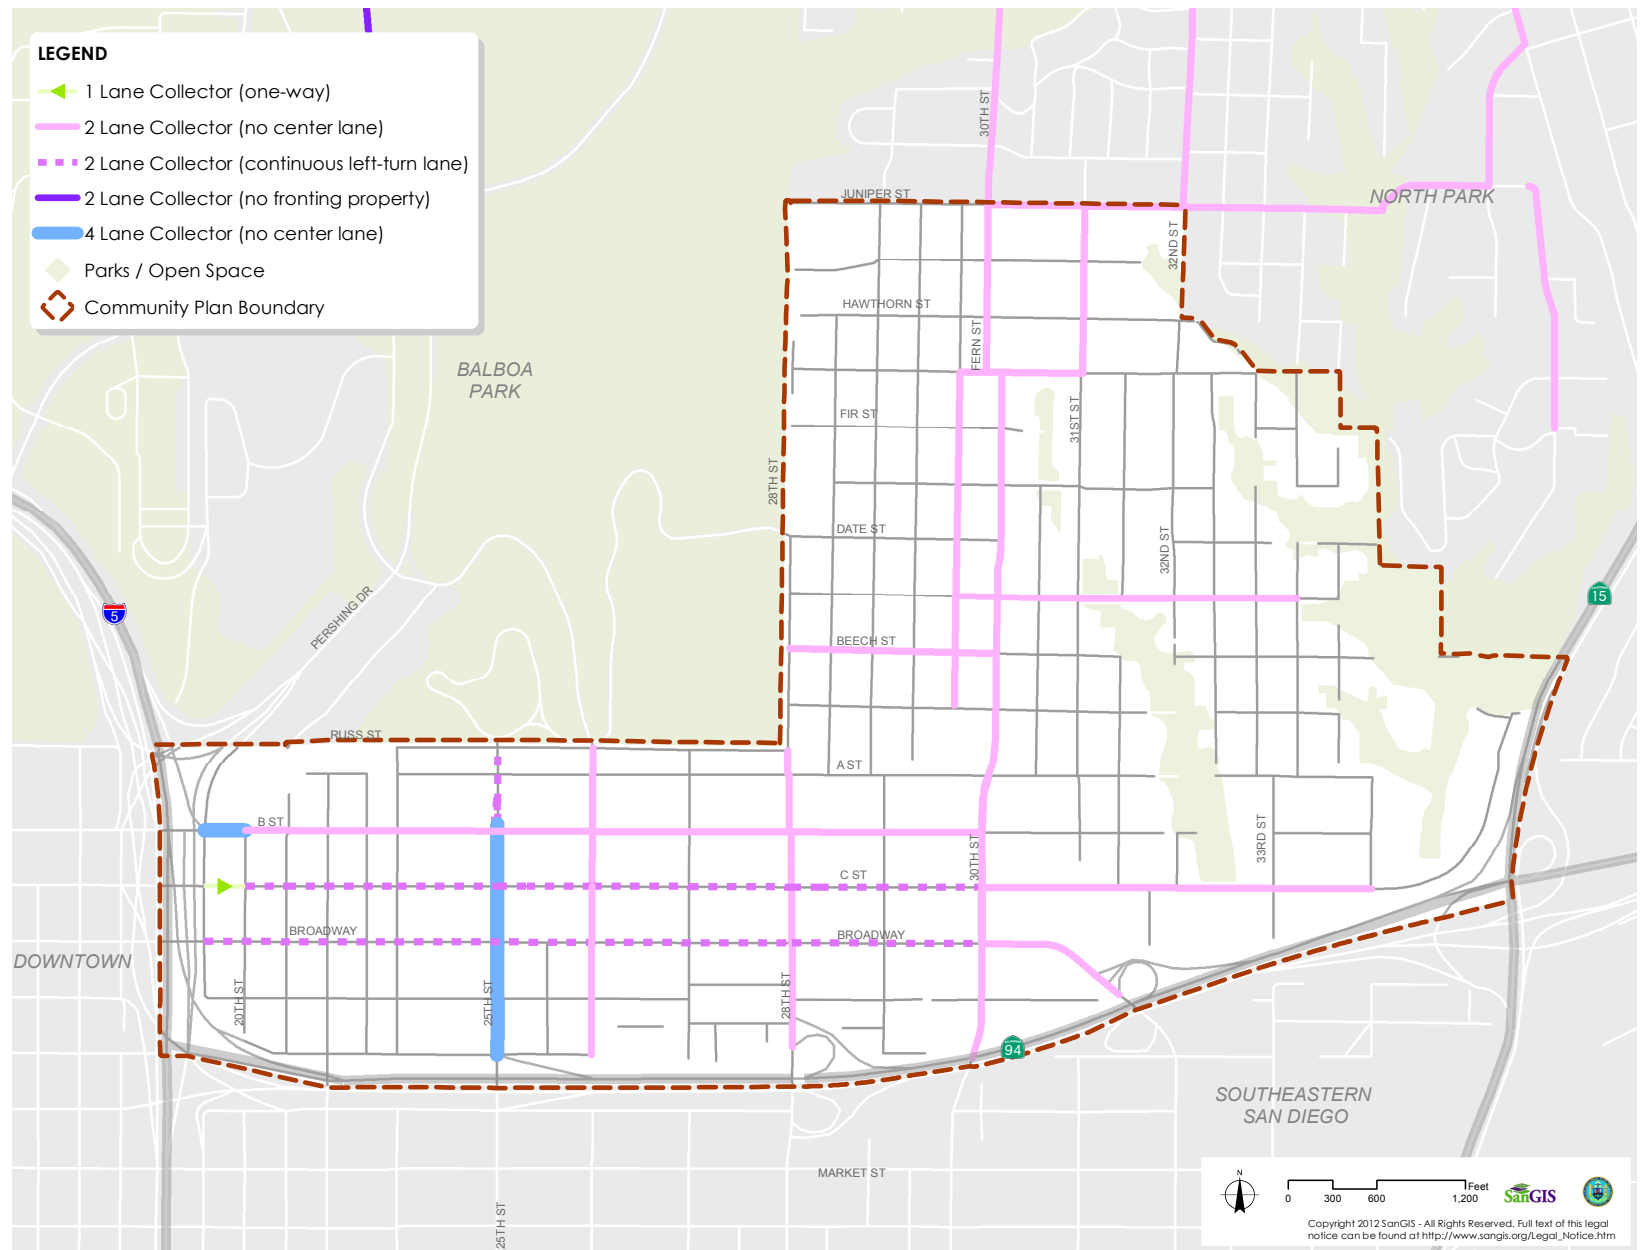 LEGEND
1 Lane Collector (one-way)
2 Lane Collector (no center lane)
2 Lane Collector (continuous left-turn lane)
2 Lane Collector (no fronting property)
4 Lane Collector (no center lane)
Parks / Open Space
Community Plan Boundary
30TH ST
JUNIPER ST
NORTH PARK
32ND ST
HAWTHORN ST
FERN ST
BALBOA
PARK
FIR ST
31ST ST
28TH ST
DATE ST
32ND ST
5
PERSHING DR
15
BEECH ST
RUSS ST
A ST
B ST
33RD ST
30TH ST
C ST
BROADWAY
BROADWAY
DOWNTOWN
20TH ST
25TH ST
28TH ST
94
SOUTHEASTERN
SAN DIEGO
MARKET ST
25TH ST
N
Feet
0 300 600 1,200
SanGIS
Copyright 2012 SanGIS - All Rights Reserved. Full text of this legal
notice can be found at http://www.sangis.org/Legal_Notice.htm